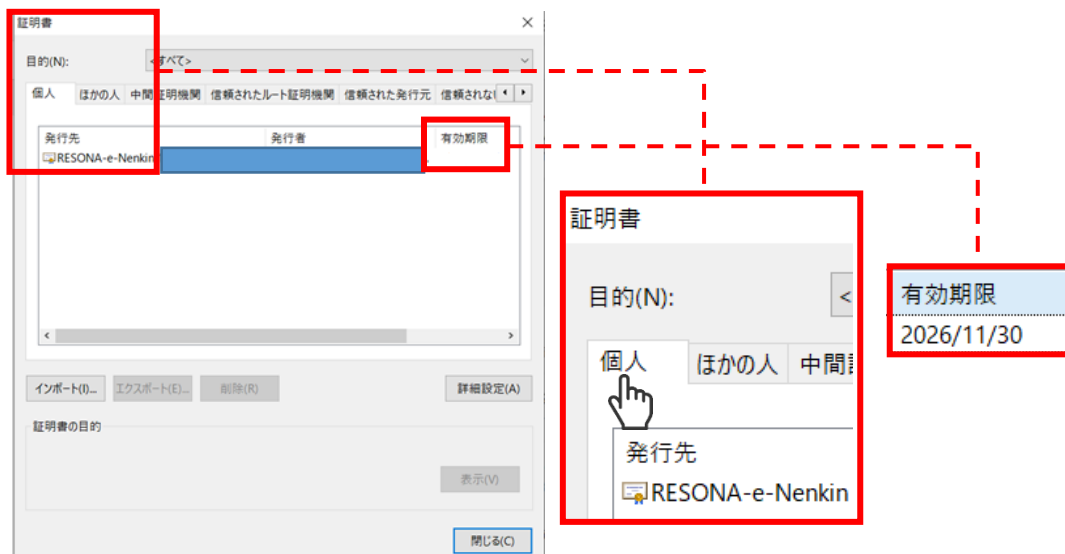 証明書
目的(N):
<すべて>
個人 ほかの人 中間証明機関 信頼されたルート証明機関 信頼された発行元 信頼されない
発行先 発行者 有効期限
RESONA-e-Nenkin
インポート(I)... エクスポート(E)... 削除(R) 詳細設定(A)
証明書の目的
表示(V)
閉じる(C)
証明書
目的(N):
<
個人 ほかの人 中間
発行先
RESONA-e-Nenkin
有効期限
2026/11/30